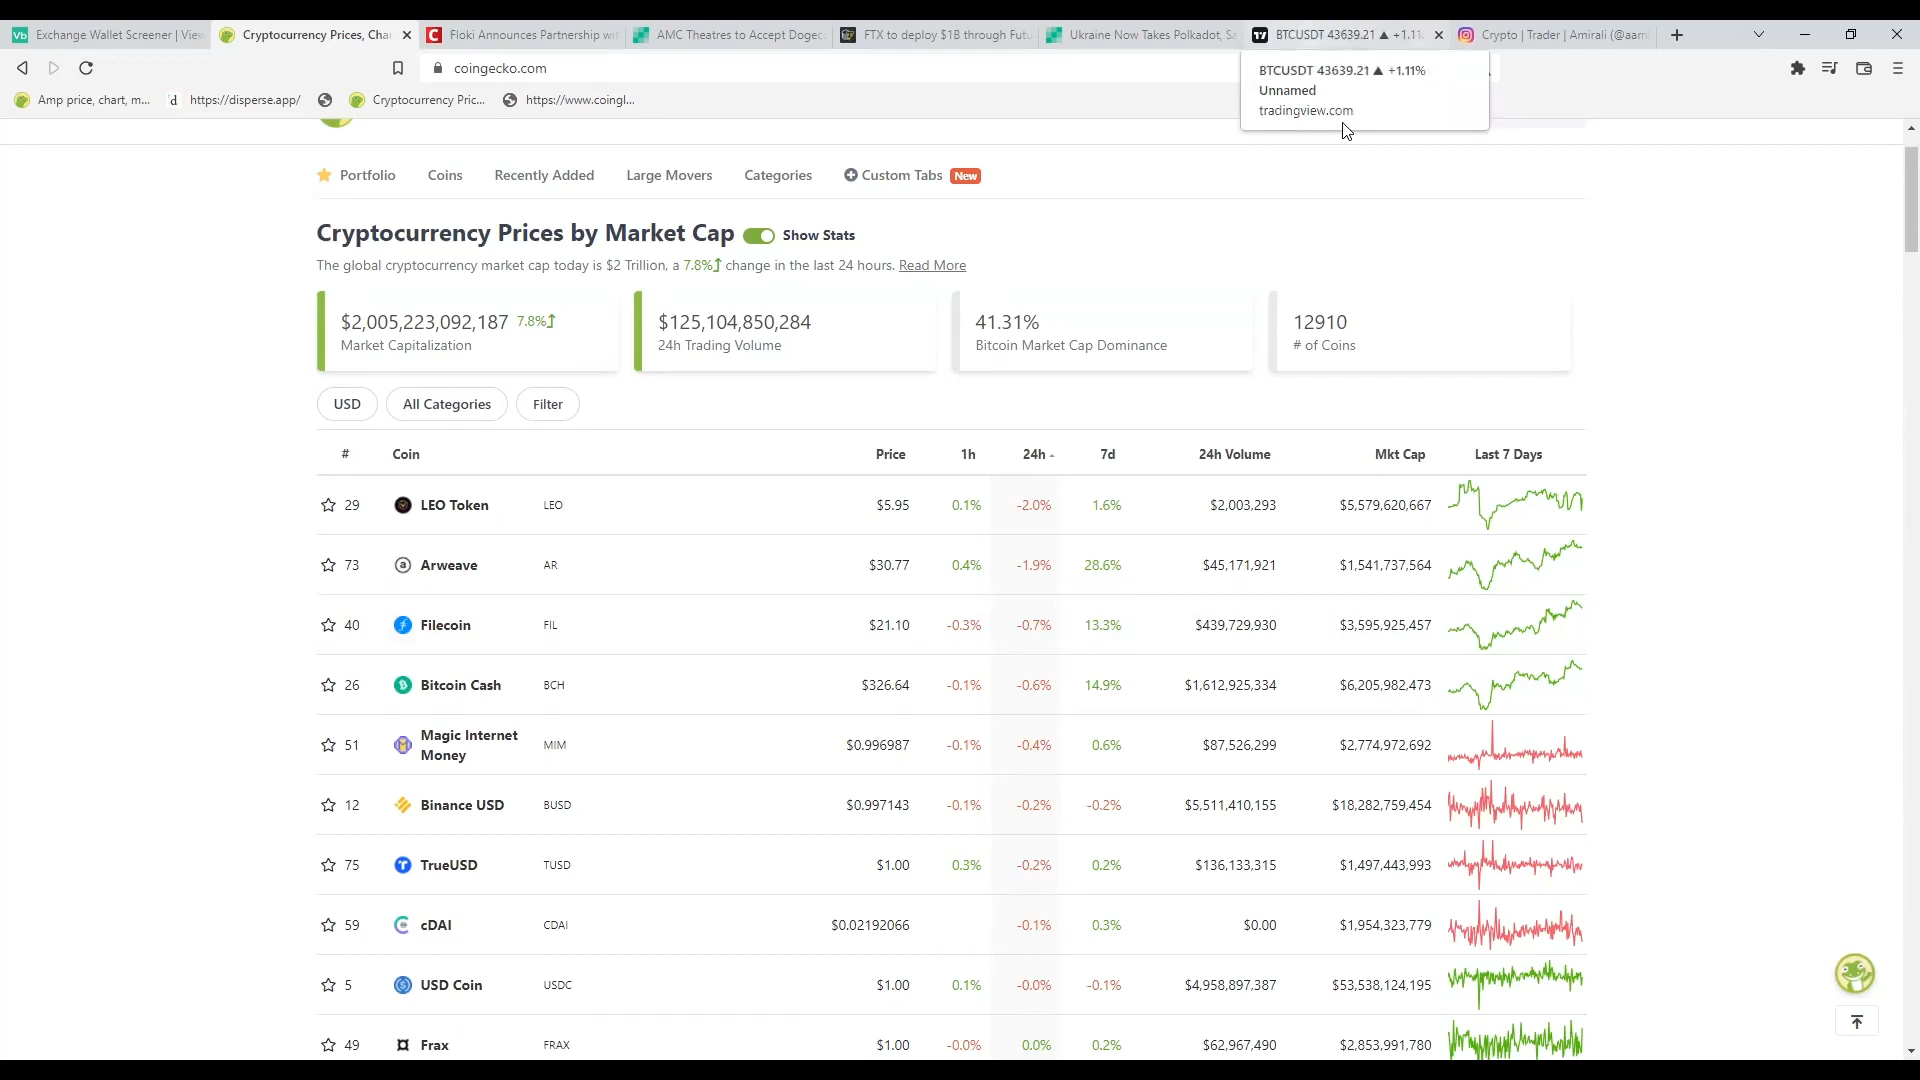 Exchange Wallet Screener | View
Cryptocurrency Prices, Cha
Floki Announces Partnership wit
AMC Theatres to Accept Dogec
FTX to deploy $1B through Futu
Ukraine Now Takes Polkadot, Sa
BTCUSDT 43639.21 ▲ +1.11
Crypto | Trader | Amirali (@aam
coingecko.com
BTCUSDT 43639.21 ▲ +1.11%
Unnamed
tradingview.com
Amp price, chart, m...
https://disperse.app/
Cryptocurrency Pric...
https://www.coingl...
Portfolio
Coins
Recently Added
Large Movers
Categories
Custom Tabs New
Cryptocurrency Prices by Market Cap Show Stats
The global cryptocurrency market cap today is $2 Trillion, a 7.8% change in the last 24 hours. Read More
$2,005,223,092,187 7.8%
Market Capitalization
$125,104,850,284
24h Trading Volume
41.31%
Bitcoin Market Cap Dominance
12910
# of Coins
USD
All Categories
Filter
# Coin Price 1h 24h 7d 24h Volume Mkt Cap Last 7 Days
29 LEO Token LEO $5.95 0.1% -2.0% 1.6% $2,003,293 $5,579,620,667
73 Arweave AR $30.77 0.4% -1.9% 28.6% $45,171,921 $1,541,737,564
40 Filecoin FIL $21.10 -0.3% -0.7% 13.3% $439,729,930 $3,595,925,457
26 Bitcoin Cash BCH $326.64 -0.1% -0.6% 14.9% $1,612,925,334 $6,205,982,473
51 Magic Internet Money MIM $0.996987 -0.1% -0.4% 0.6% $87,526,299 $2,774,972,692
12 Binance USD BUSD $0.997143 -0.1% -0.2% -0.2% $5,511,410,155 $18,282,759,454
75 TrueUSD TUSD $1.00 0.3% -0.2% 0.2% $136,133,315 $1,497,443,993
59 cDAI CDAI $0.02192066 -0.1% 0.3% $0.00 $1,954,323,779
5 USD Coin USDC $1.00 0.1% -0.0% -0.1% $4,958,897,387 $53,538,124,195
49 Frax FRAX $1.00 -0.0% 0.0% 0.2% $62,967,490 $2,853,991,780